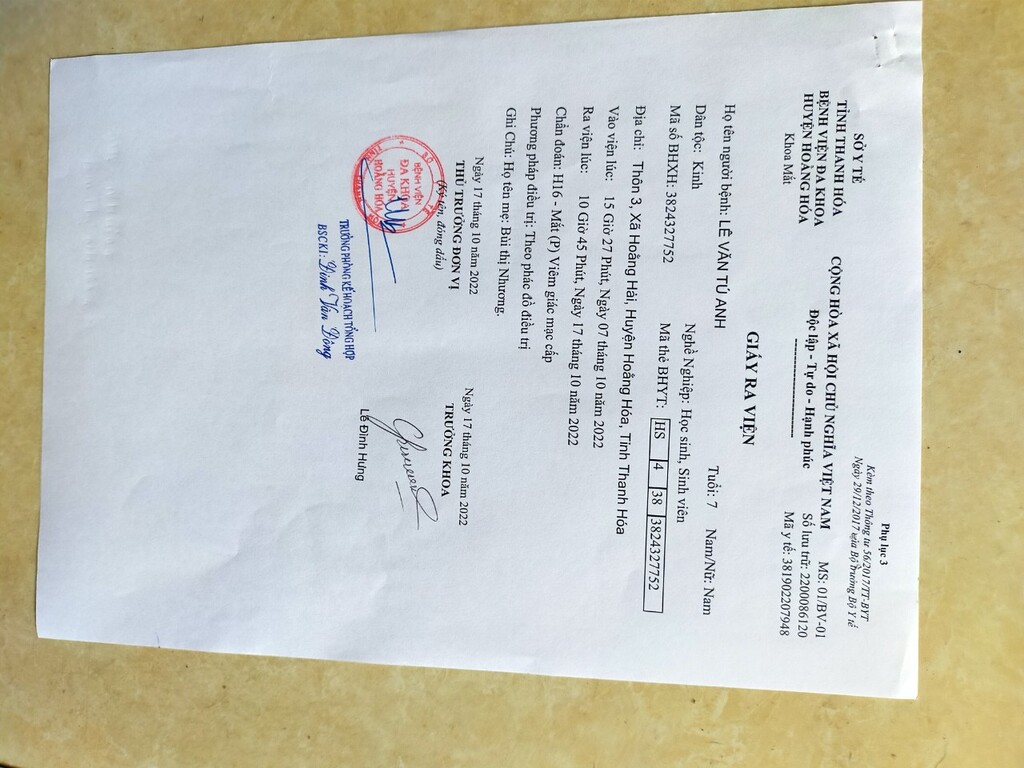 Phụ lục 3
Kèm theo Thông tư 56/2017/TT-BYT
Ngày 29/12/2017 của Bộ Trưởng Bộ Y tế
SỞ Y TẾ
TỈNH THANH HÓA
BỆNH VIỆN ĐA KHOA
HUYỆN HOẰNG HÓA
Khoa Mắt
CỘNG HÒA XÃ HỘI CHỦ NGHĨA VIỆT NAM
Độc lập - Tự do - Hạnh phúc
MS: 01/BV-01
Số lưu trữ: 2200086120
Mã y tế: 381902207948
GIẤY RA VIỆN
Họ tên người bệnh: LÊ VĂN TÚ ANH Tuổi: 7 Nam/Nữ: Nam
Dân tộc: Kinh Nghề Nghiệp: Học sinh, Sinh viên
Mã số BHXH: 3824327752 Mã thẻ BHYT: HS 4 38 3824327752
Địa chỉ: Thôn 3, Xã Hoằng Hải, Huyện Hoằng Hóa, Tỉnh Thanh Hóa
Vào viện lúc: 15 Giờ 27 Phút, Ngày 07 tháng 10 năm 2022
Ra viện lúc: 10 Giờ 45 Phút, Ngày 17 tháng 10 năm 2022
Chẩn đoán: H16 - Mắt (P) Viêm giác mạc cấp
Phương pháp điều trị: Theo phác đồ điều trị
Ghi Chú: Họ tên mẹ: Bùi thị Nhương.
Ngày 17 tháng 10 năm 2022
THỦ TRƯỞNG ĐƠN VỊ
(Ký tên, đóng dấu)
BỆNH VIỆN
ĐA KHOA
HUYỆN
HOẰNG HÓA
TRƯỞNG PHÒNG KẾ HOẠCH TỔNG HỢP
BSCKI: Đinh Văn Đông
Ngày 17 tháng 10 năm 2022
TRƯỞNG KHOA
Lê Đình Hưng